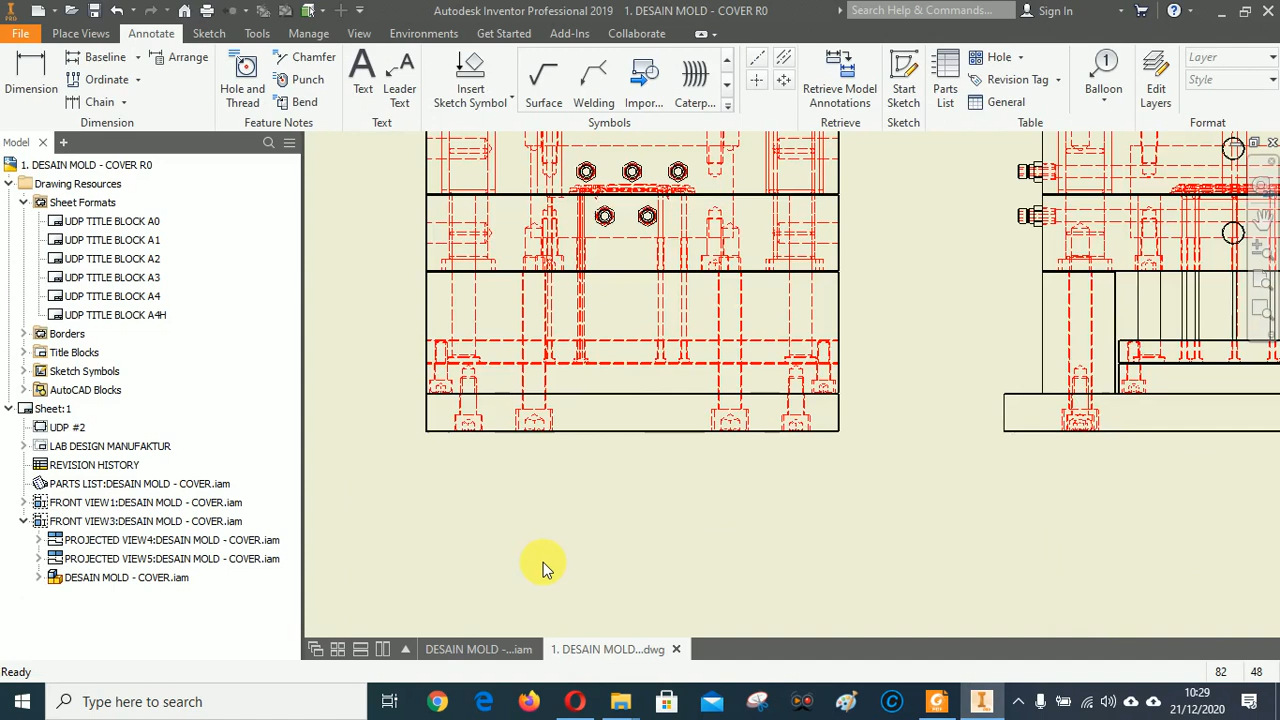 PRO
Autodesk Inventor Professional 2019 1. DESAIN MOLD - COVER R0
Search Help & Commands...
Sign In
File Place Views Annotate Sketch Tools Manage View Environments Get Started Add-Ins Collaborate
Dimension
Baseline
Ordinate
Chain
Arrange
Dimension
Hole and
Thread
Chamfer
Punch
Bend
Feature Notes
Text
Leader
Text
Text
Insert
Sketch Symbol
Surface
Welding
Impor...
Caterp...
Symbols
Retrieve Model
Annotations
Retrieve
Start
Sketch
Sketch
Parts
List
Hole
Revision Tag
General
Table
1
Balloon
Edit
Layers
Layer
Style
Format
Model
1. DESAIN MOLD - COVER R0
Drawing Resources
Sheet Formats
UDP TITLE BLOCK A0
UDP TITLE BLOCK A1
UDP TITLE BLOCK A2
UDP TITLE BLOCK A3
UDP TITLE BLOCK A4
UDP TITLE BLOCK A4H
Borders
Title Blocks
Sketch Symbols
AutoCAD Blocks
Sheet:1
UDP #2
LAB DESIGN MANUFAKTUR
REVISION HISTORY
PARTS LIST:DESAIN MOLD - COVER.iam
FRONT VIEW1:DESAIN MOLD - COVER.iam
FRONT VIEW3:DESAIN MOLD - COVER.iam
PROJECTED VIEW4:DESAIN MOLD - COVER.iam
PROJECTED VIEW5:DESAIN MOLD - COVER.iam
DESAIN MOLD - COVER.iam
DESAIN MOLD -...iam
1. DESAIN MOLD...dwg
Ready
82 48
Type here to search
10:29
21/12/2020